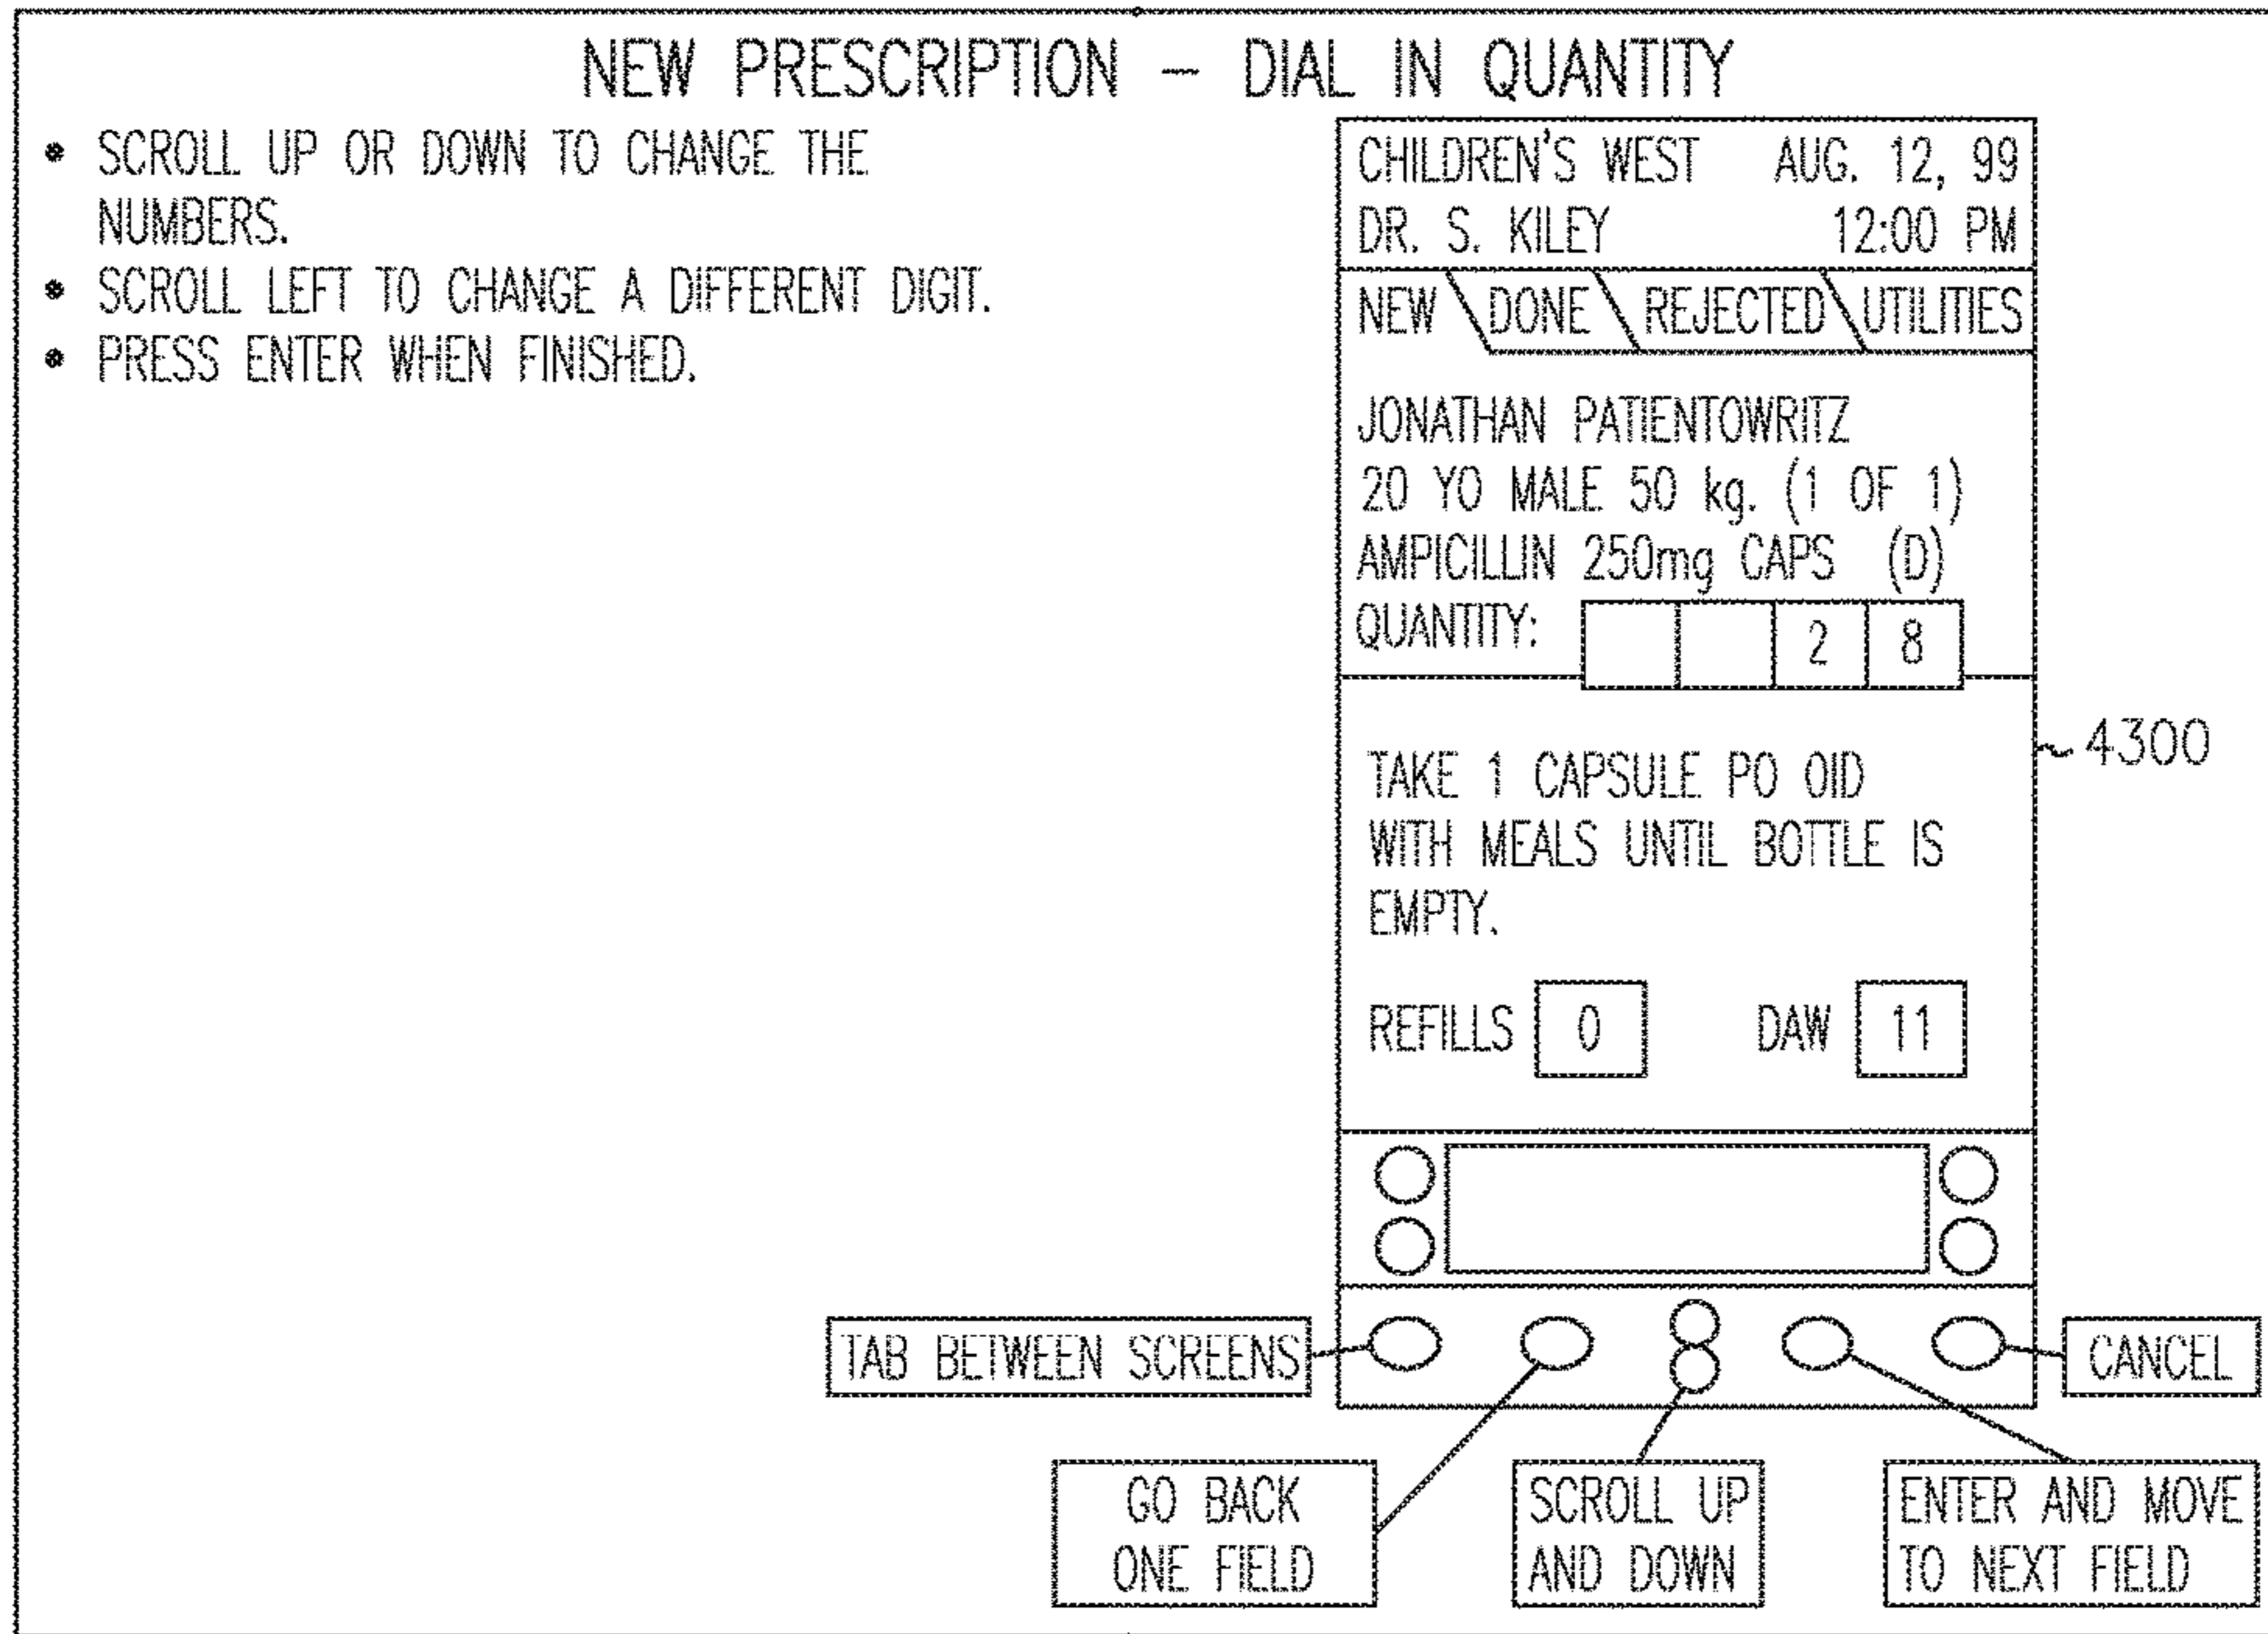 NEW PRESCRIPTION – DIAL IN QUANTITY
• SCROLL UP OR DOWN TO CHANGE THE
NUMBERS.
• SCROLL LEFT TO CHANGE A DIFFERENT DIGIT.
• PRESS ENTER WHEN FINISHED.
CHILDREN'S WEST AUG. 12, 99
DR. S. KILEY 12:00 PM
NEW DONE REJECTED UTILITIES
JONATHAN PATIENTOWRITZ
20 YO MALE 50 kg. (1 OF 1)
AMPICILLIN 250mg CAPS (D)
QUANTITY: 2 8
4300
TAKE 1 CAPSULE PO OID
WITH MEALS UNTIL BOTTLE IS
EMPTY.
REFILLS 0 DAW 11
TAB BETWEEN SCREENS
CANCEL
GO BACK
ONE FIELD
SCROLL UP
AND DOWN
ENTER AND MOVE
TO NEXT FIELD